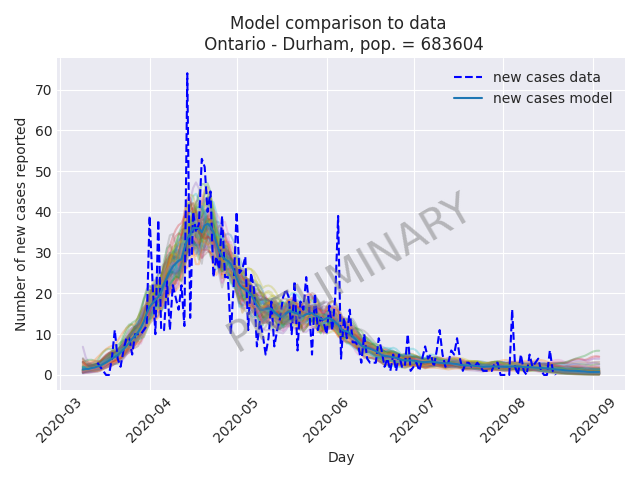 Model comparison to data
Ontario - Durham, pop. = 683604
new cases data
new cases model
Number of new cases reported
70
60
50
40
30
20
10
0
PRELIMINARY
2020-03
2020-04
2020-05
2020-06
2020-07
2020-08
2020-09
Day